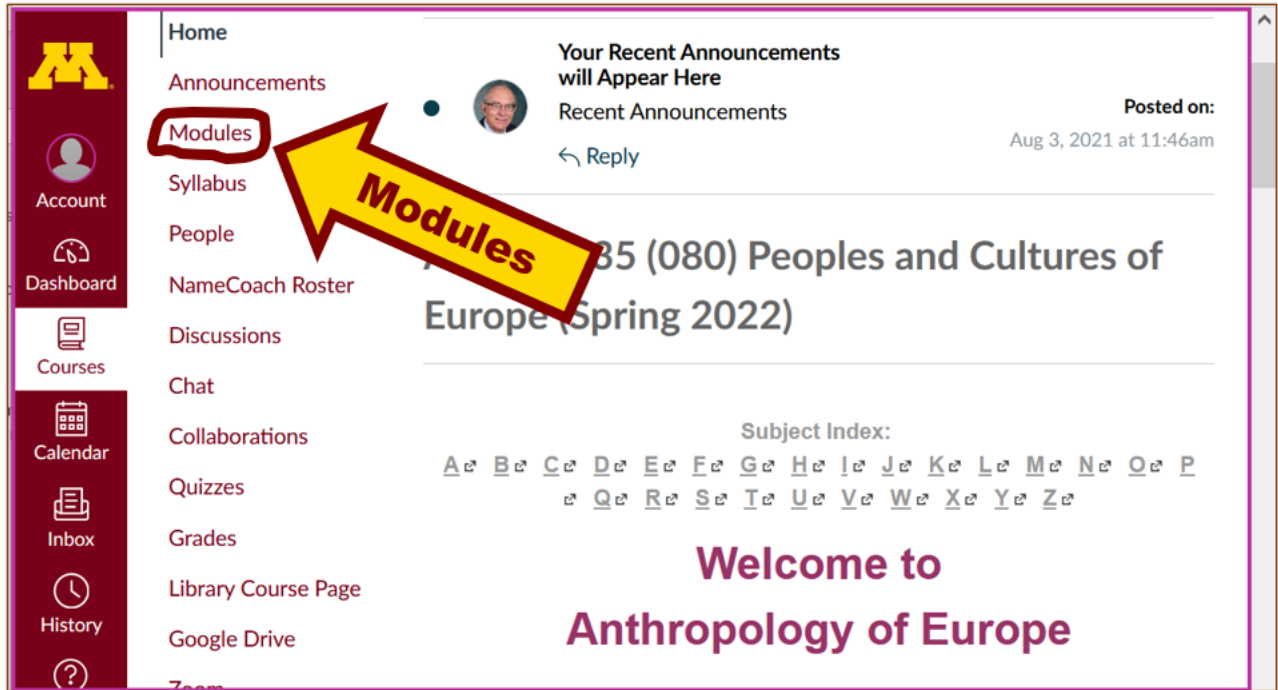 M
Account
Dashboard
Courses
Calendar
Inbox
History
Home
Announcements
Modules
Syllabus
People
NameCoach Roster
Discussions
Chat
Collaborations
Quizzes
Grades
Library Course Page
Google Drive
Zoom
Modules
Your Recent Announcements
will Appear Here
Recent Announcements
Reply
Posted on:
Aug 3, 2021 at 11:46am
35 (080) Peoples and Cultures of
Europe (Spring 2022)
Subject Index:
A B C D E F G H I J K L M N O P
Q R S T U V W X Y Z
Welcome to
Anthropology of Europe